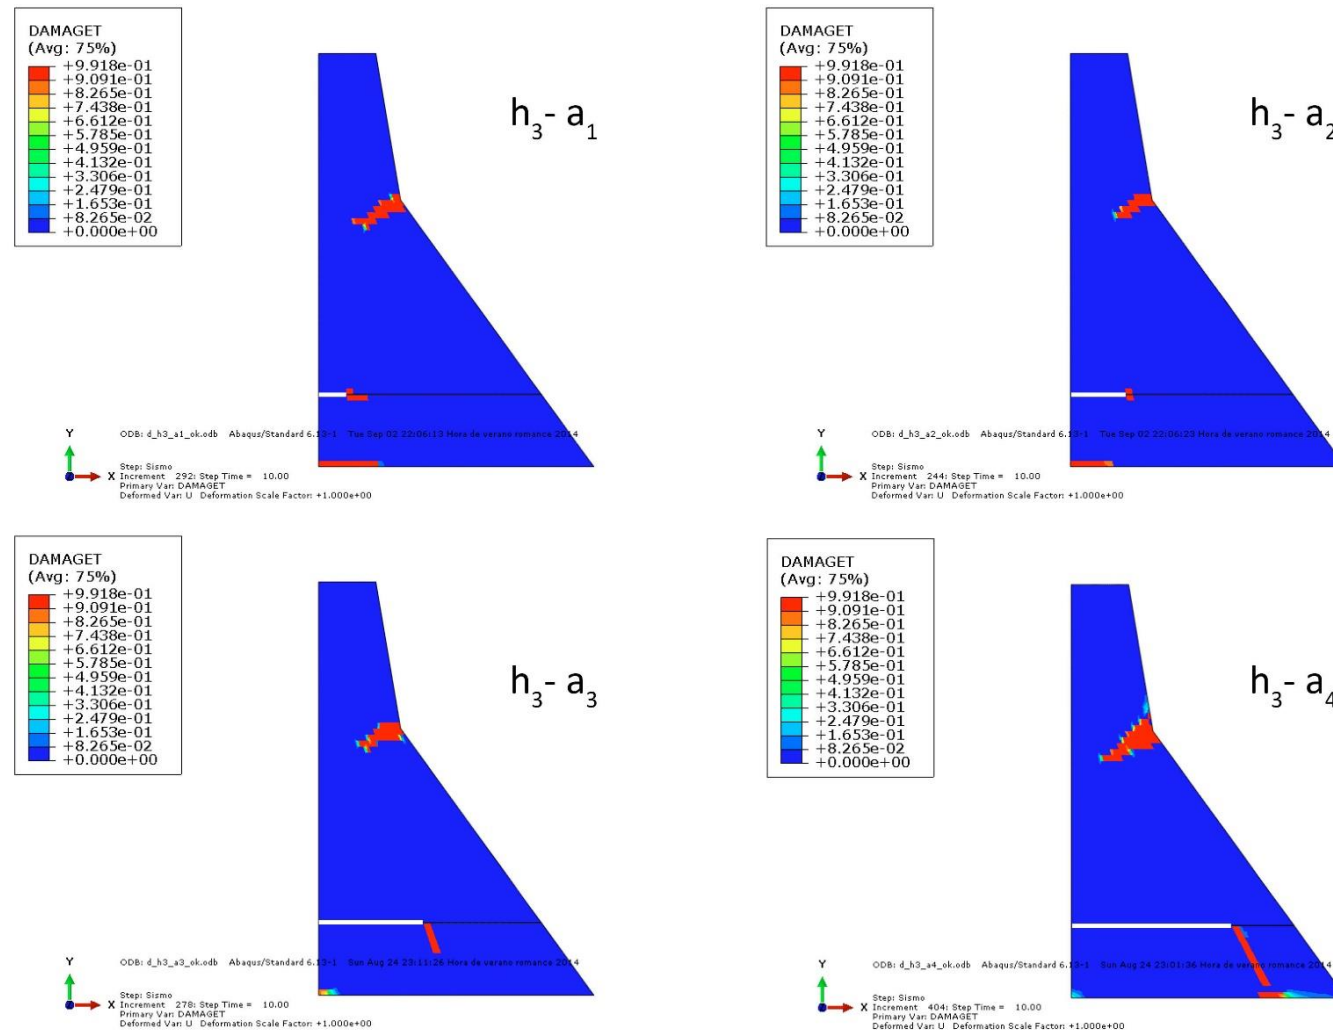 DAMAGET
(Avg: 75%)
+9.918e-01
+9.091e-01
+8.265e-01
+7.438e-01
+6.612e-01
+5.785e-01
+4.959e-01
+4.132e-01
+3.306e-01
+2.479e-01
+1.653e-01
+8.265e-02
+0.000e+00
h3- a1
Y
X
ODB: d_h3_a1_ok.odb Abaqus/Standard 6.13-1 Tue Sep 02 22:06:13 Hora de verano romance 2014
Step: Sismo
Increment 292: Step Time = 10.00
Primary Var: DAMAGET
Deformed Var: U Deformation Scale Factor: +1.000e+00
DAMAGET
(Avg: 75%)
+9.918e-01
+9.091e-01
+8.265e-01
+7.438e-01
+6.612e-01
+5.785e-01
+4.959e-01
+4.132e-01
+3.306e-01
+2.479e-01
+1.653e-01
+8.265e-02
+0.000e+00
h3- a2
Y
X
ODB: d_h3_a2_ok.odb Abaqus/Standard 6.13-1 Tue Sep 02 22:06:23 Hora de verano romance 2014
Step: Sismo
Increment 244: Step Time = 10.00
Primary Var: DAMAGET
Deformed Var: U Deformation Scale Factor: +1.000e+00
DAMAGET
(Avg: 75%)
+9.918e-01
+9.091e-01
+8.265e-01
+7.438e-01
+6.612e-01
+5.785e-01
+4.959e-01
+4.132e-01
+3.306e-01
+2.479e-01
+1.653e-01
+8.265e-02
+0.000e+00
h3- a3
Y
X
ODB: d_h3_a3_ok.odb Abaqus/Standard 6.13-1 Sun Aug 24 23:11:26 Hora de verano romance 2014
Step: Sismo
Increment 278: Step Time = 10.00
Primary Var: DAMAGET
Deformed Var: U Deformation Scale Factor: +1.000e+00
DAMAGET
(Avg: 75%)
+9.918e-01
+9.091e-01
+8.265e-01
+7.438e-01
+6.612e-01
+5.785e-01
+4.959e-01
+4.132e-01
+3.306e-01
+2.479e-01
+1.653e-01
+8.265e-02
+0.000e+00
h3- a4
Y
X
ODB: d_h3_a4_ok.odb Abaqus/Standard 6.13-1 Sun Aug 24 23:01:36 Hora de verano romance 2014
Step: Sismo
Increment 404: Step Time = 10.00
Primary Var: DAMAGET
Deformed Var: U Deformation Scale Factor: +1.000e+00